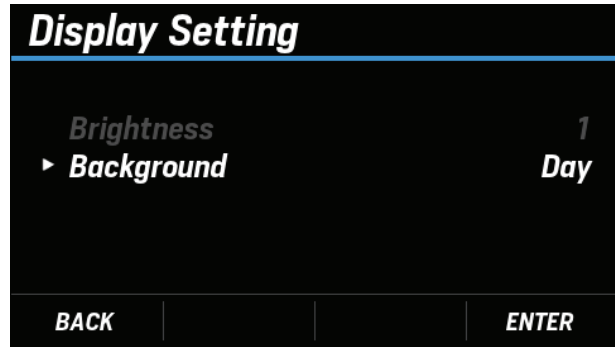 Display Setting
Brightness 1
Background Day
BACK ENTER